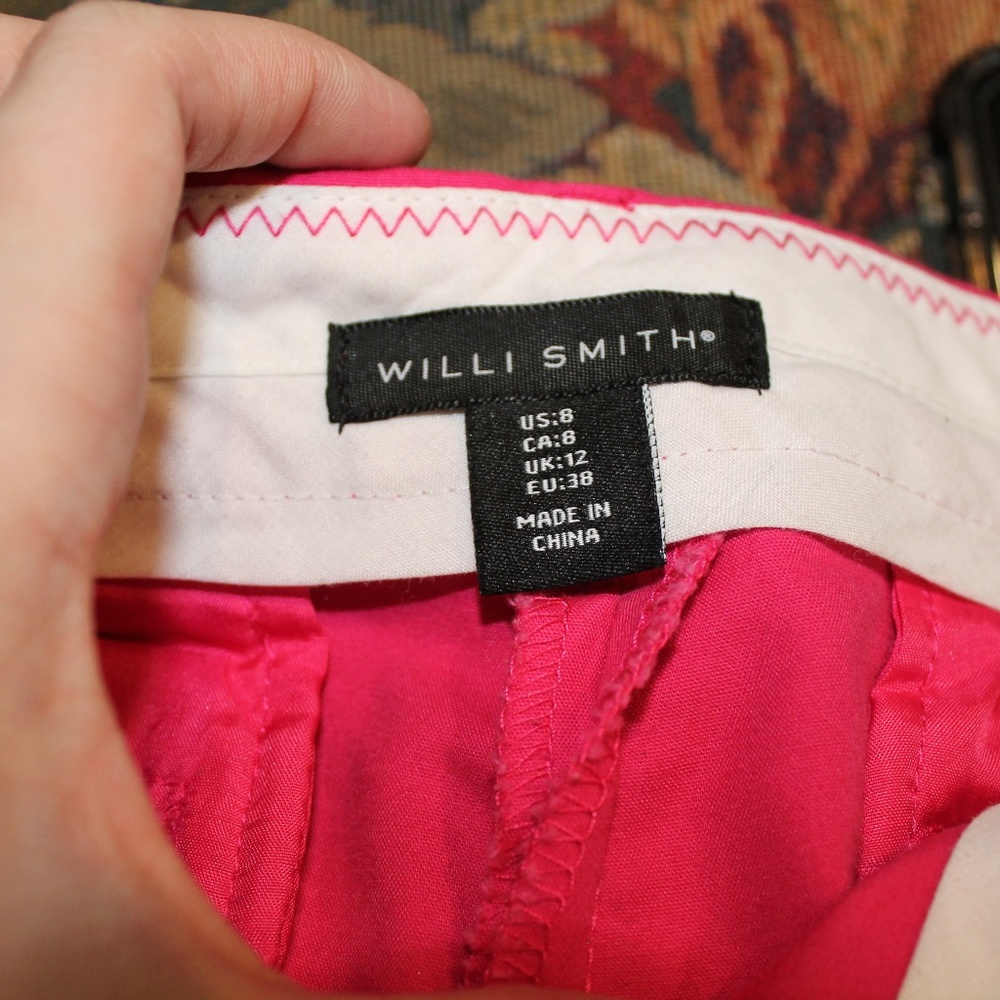 WILLI SMITH®
US:8
CA:8
UK:12
EU:38
MADE IN
CHINA